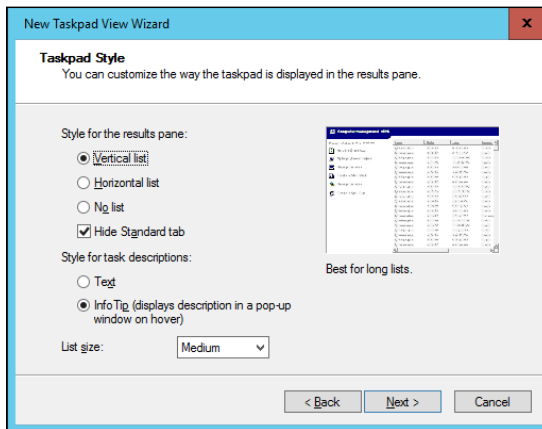 New Taskpad View Wizard
x
Taskpad Style
You can customize the way the taskpad is displayed in the results pane.
Style for the results pane:
Vertical list
Horizontal list
No list
Hide Standard tab
Style for task descriptions:
Text
InfoTip (displays description in a pop-up
window on hover)
List size:
Medium
Best for long lists.
< Back
Next >
Cancel